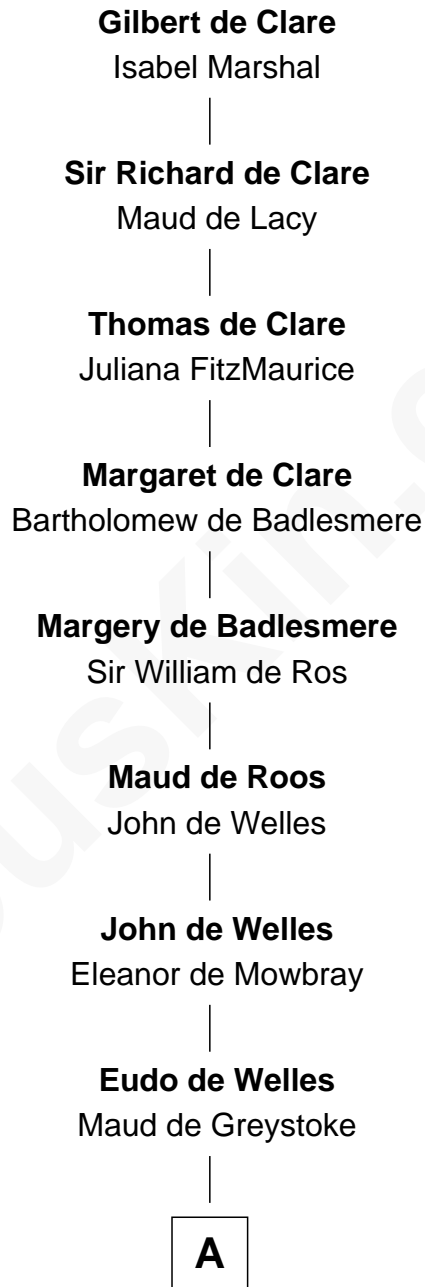 Gilbert de Clare
Isabel Marshal
Sir Richard de Clare
Maud de Lacy
Thomas de Clare
Juliana FitzMaurice
Margaret de Clare
Bartholomew de Badlesmere
Margery de Badlesmere
Sir William de Ros
Maud de Roos
John de Welles
John de Welles
Eleanor de Mowbray
Eudo de Welles
Maud de Greystoke
A